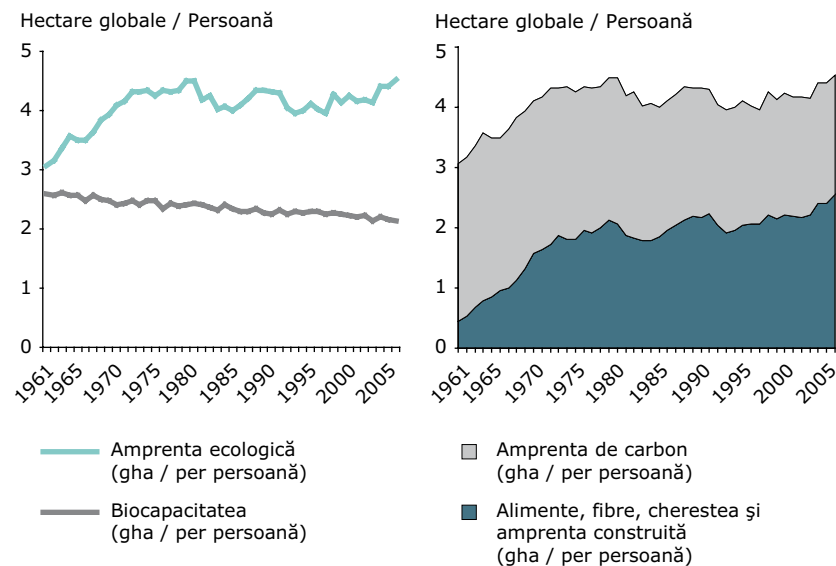 Hectare globale / Persoană
5
4
3
2
1
0
1961
1965
1970
1975
1980
1985
1990
1995
2000
2005
Amprenta ecologică
(gha / per persoană)
Biocapacitatea
(gha / per persoană)
Hectare globale / Persoană
5
4
3
2
1
0
1961
1965
1970
1975
1980
1985
1990
1995
2000
2005
Amprenta de carbon
(gha / per persoană)
Alimente, fibre, cherestea şi
amprenta construită
(gha / per persoană)